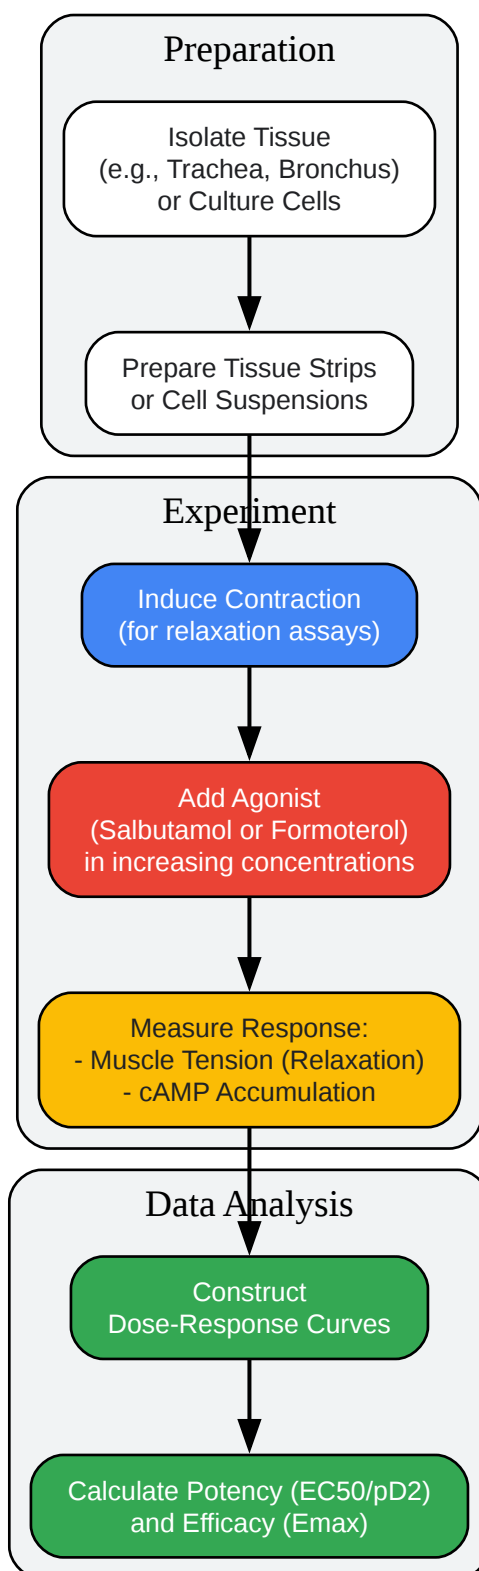 Preparation
Isolate Tissue
(e.g., Trachea, Bronchus)
or Culture Cells
Prepare Tissue Strips
or Cell Suspensions
Experiment
Induce Contraction
(for relaxation assays)
Add Agonist
(Salbutamol or Formoterol)
in increasing concentrations
Measure Response:
- Muscle Tension (Relaxation)
- cAMP Accumulation
Data Analysis
Construct
Dose-Response Curves
Calculate Potency (EC50/pD2)
and Efficacy (Emax)